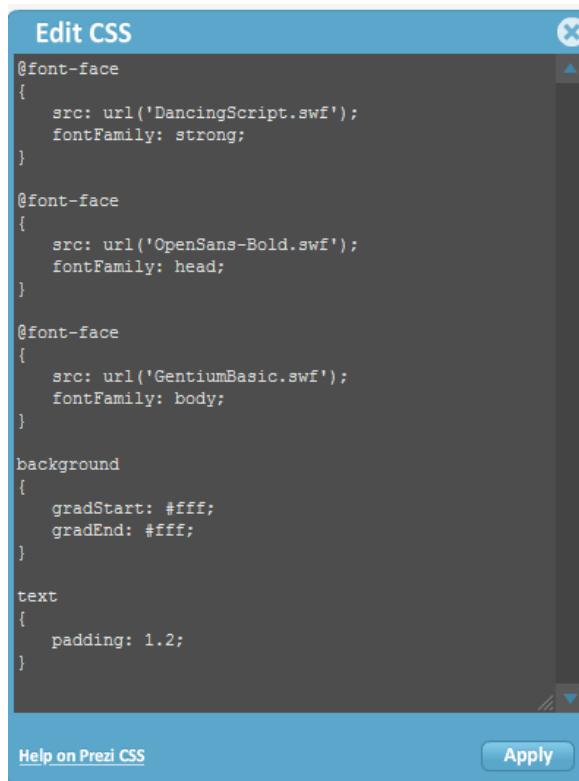 Edit CSS
@font-face
{
src: url('DancingScript.swf');
fontFamily: strong;
}
@font-face
{
src: url('OpenSans-Bold.swf');
fontFamily: head;
}
@font-face
{
src: url('GentiumBasic.swf');
fontFamily: body;
}
background
{
gradStart: #fff;
gradEnd: #fff;
}
text
{
padding: 1.2;
}
Help on Prezi CSS
Apply